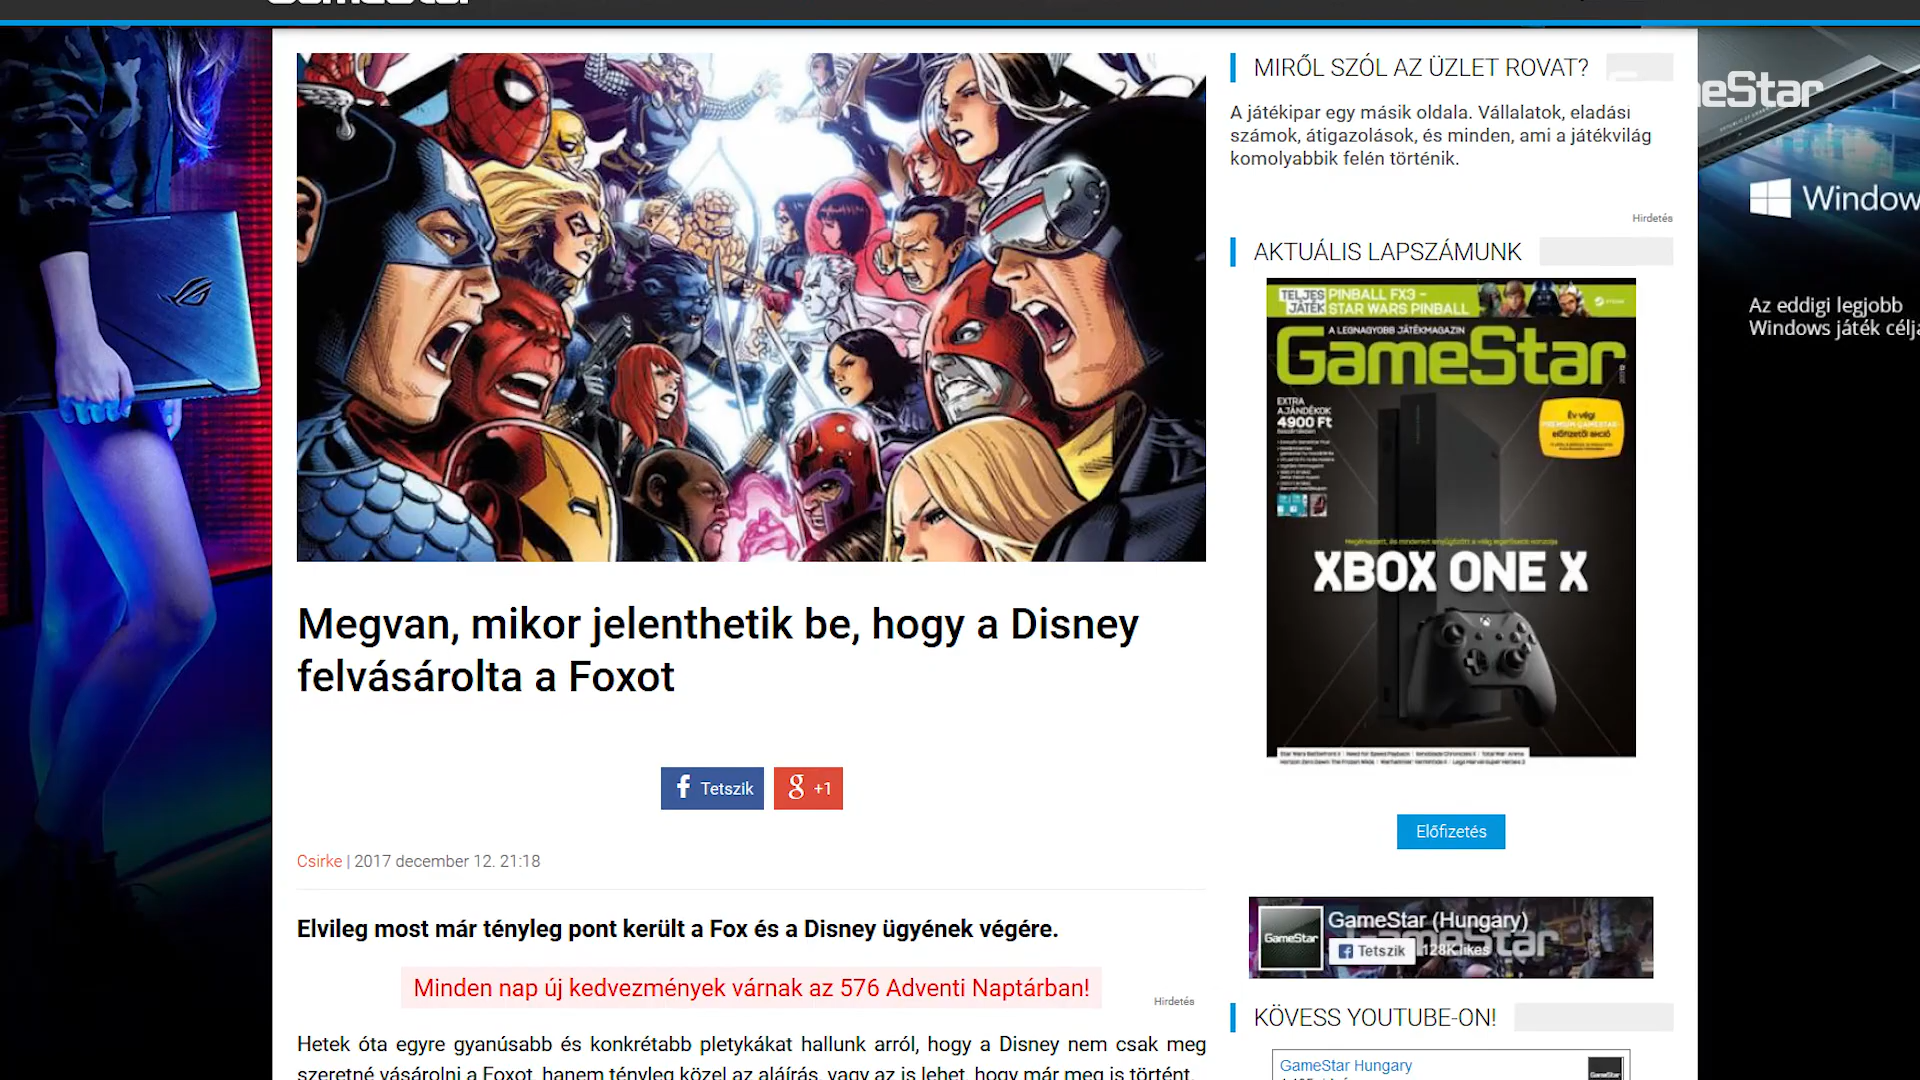 GameStar
Megvan, mikor jelenthetik be, hogy a Disney
felvásárolta a Foxot
Tetszik
+1
Csirke | 2017 december 12. 21:18
Elvileg most már tényleg pont került a Fox és a Disney ügyének végére.
Minden nap új kedvezmények várnak az 576 Adventi Naptárban!
Hirdetés
Hetek óta egyre gyanúsabb és konkrétabb pletykákat hallunk arról, hogy a Disney nem csak meg
szeretné vásárolni a Foxot, hanem tényleg közel az aláírás, vagy az is lehet, hogy már meg is történt.
MIRŐL SZÓL AZ ÜZLET ROVAT?
A játékipar egy másik oldala. Vállalatok, eladási
számok, átigazolások, és minden, ami a játékvilág
komolyabbik felén történik.
Hirdetés
AKTUÁLIS LAPSZÁMUNK
TELJES
JÁTÉK
PINBALL FX3 -
STAR WARS PINBALL
A LEGNAGYOBB JÁTÉKMAGAZIN
GameStar
EXTRA
AJÁNDÉKOK
4900 Ft
Év végi
XBOX ONE X
Előfizetés
GameStar (Hungary)
Tetszik
128K likes
GameStar
KÖVESS YOUTUBE-ON!
GameStar Hungary
GameStar
Window
Az eddigi legjobb
Windows játék célja